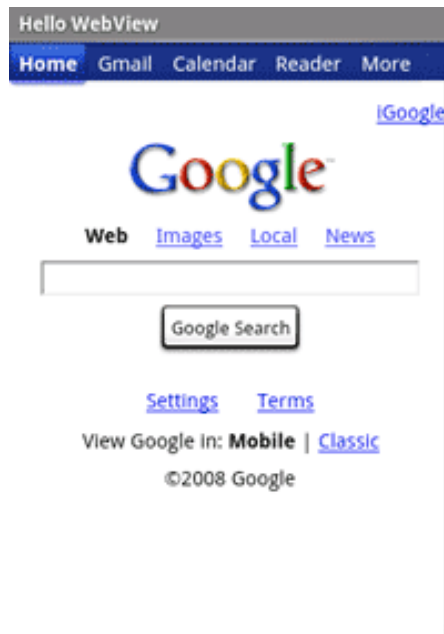 Hello WebView
Home Gmail Calendar Reader More
iGoogle
Google
Web Images Local News
Google Search
Settings Terms
View Google in: Mobile | Classic
©2008 Google